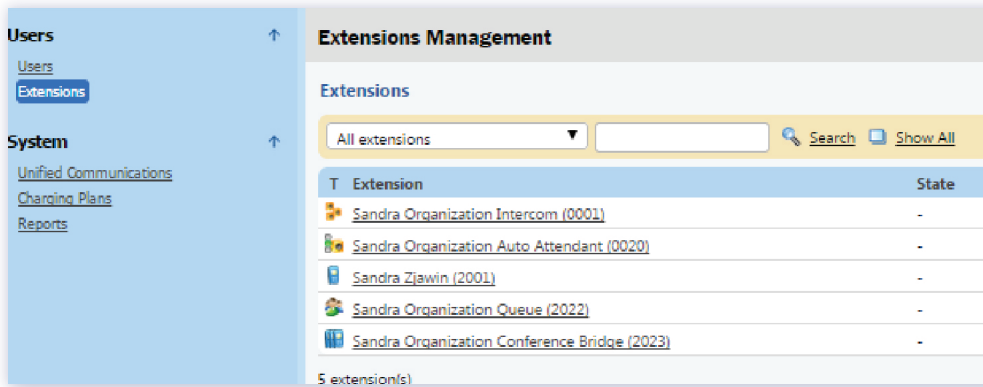 Users
Users
Extensions
System
Unified Communications
Charging Plans
Reports
Extensions Management
Extensions
All extensions Search Show All
T Extension State
Sandra Organization Intercom (0001) -
Sandra Organization Auto Attendant (0020) -
Sandra Zjawin (2001) -
Sandra Organization Queue (2022) -
Sandra Organization Conference Bridge (2023) -
5 extension(s)